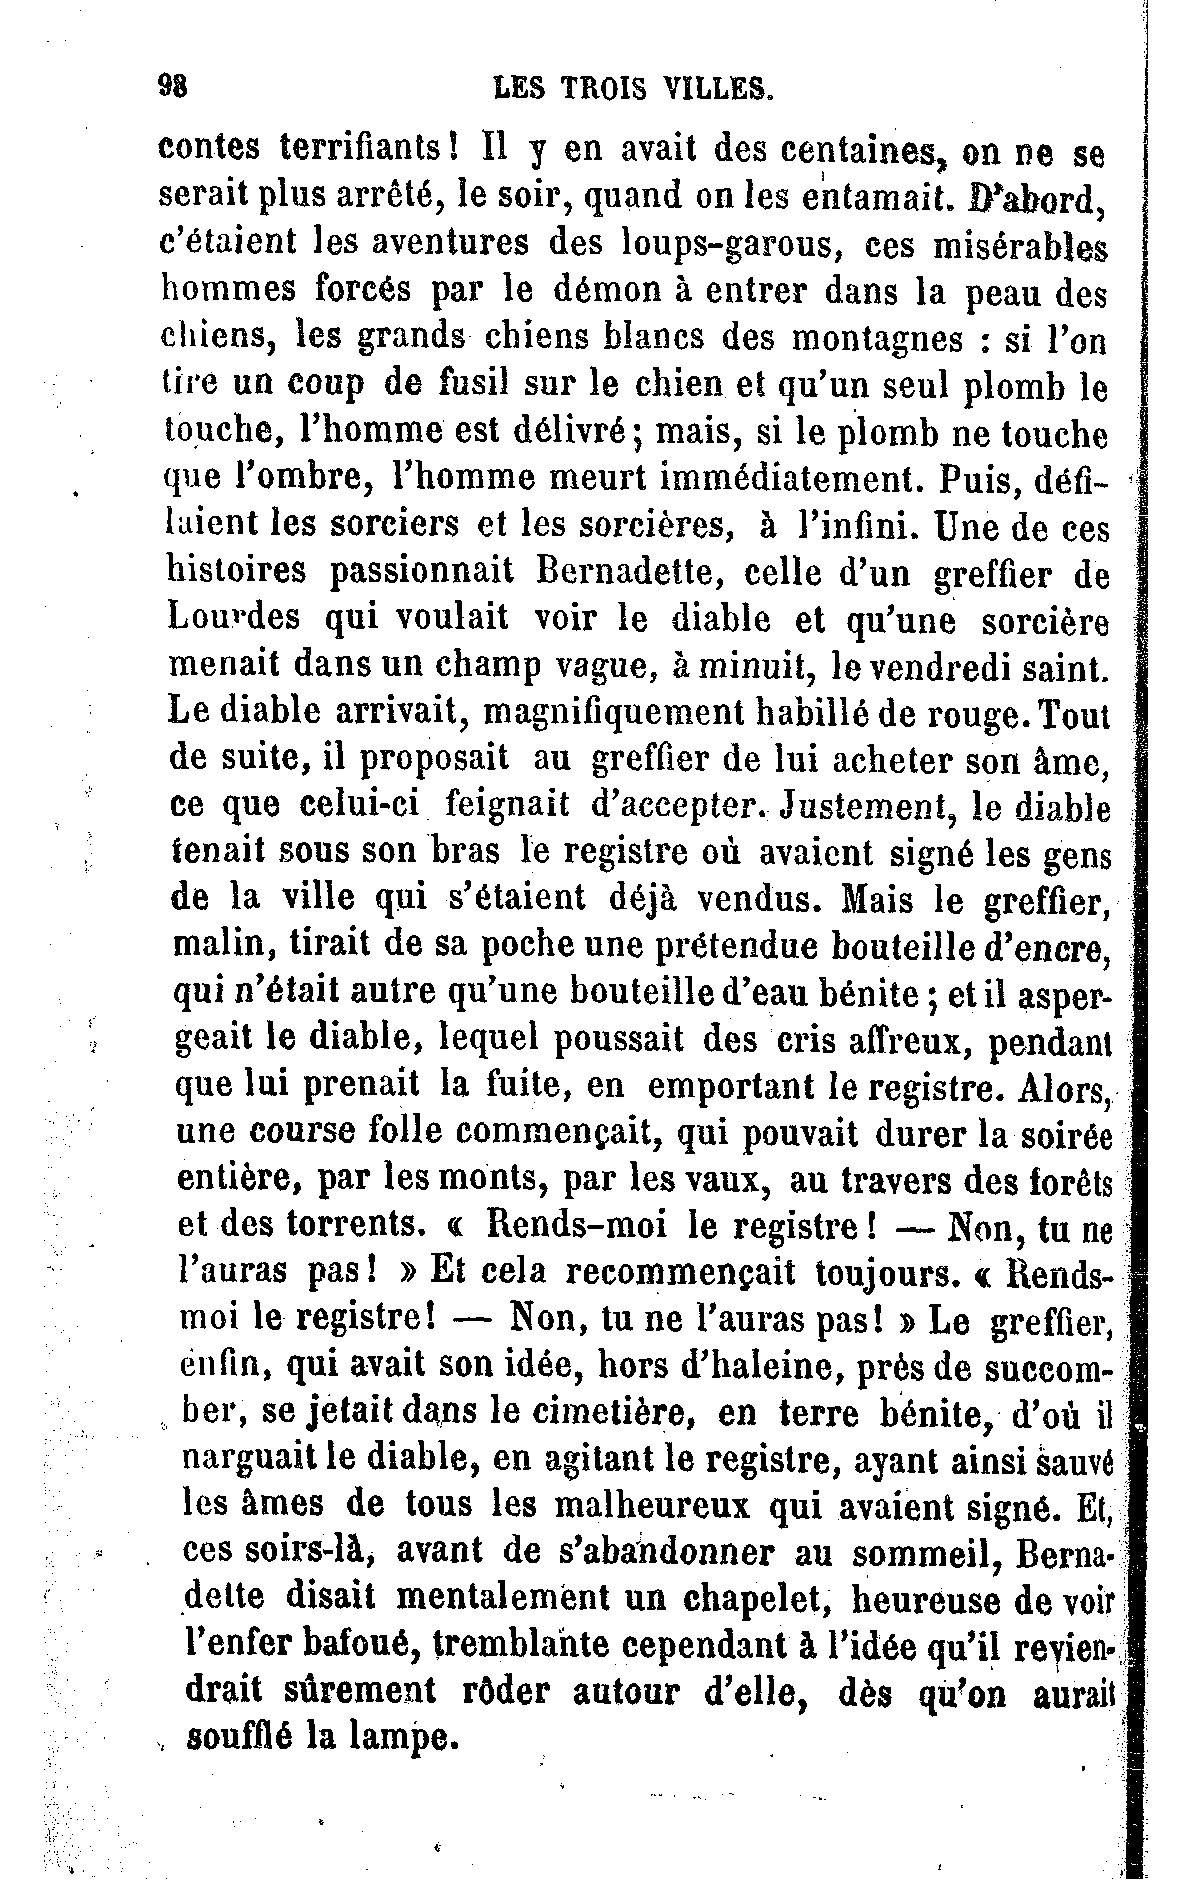 98 LES TROIS VILLES.
contes terrifiants! Il y en avait des centaines, on ne se
serait plus arrêté, le soir, quand on les entamait. D'abord,
c'étaient les aventures des loups-garous, ces misérables
hommes forcés par le démon à entrer dans la peau des
chiens, les grands chiens blancs des montagnes : si l'on
tire un coup de fusil sur le chien et qu'un seul plomb le
touche, l'homme est délivré; mais, si le plomb ne touche
que l'ombre, l'homme meurt immédiatement. Puis, défi-
laient les sorciers et les sorcières, à l'infini. Une de ces
histoires passionnait Bernadette, celle d'un greffier de
Lourdes qui voulait voir le diable et qu'une sorcière
menait dans un champ vague, à minuit, le vendredi saint.
Le diable arrivait, magnifiquement habillé de rouge. Tout
de suite, il proposait au greffier de lui acheter son âme,
ce que celui-ci feignait d'accepter. Justement, le diable
tenait sous son bras le registre où avaient signé les gens
de la ville qui s'étaient déjà vendus. Mais le greffier,
malin, tirait de sa poche une prétendue bouteille d'encre,
qui n'était autre qu'une bouteille d'eau bénite ; et il asper-
geait le diable, lequel poussait des cris affreux, pendant
que lui prenait la fuite, en emportant le registre. Alors,
une course folle commençait, qui pouvait durer la soirée
entière, par les monts, par les vaux, au travers des forêts
et des torrents. « Rends-moi le registre ! — Non, tu ne
l'auras pas! » Et cela recommençait toujours. « Rends-
moi le registre! — Non, tu ne l'auras pas! » Le greffier,
enfin, qui avait son idée, hors d'haleine, près de succom-
ber, se jetait dans le cimetière, en terre bénite, d'où il
narguait le diable, en agitant le registre, ayant ainsi sauvé
les âmes de tous les malheureux qui avaient signé. Et,
ces soirs-là, avant de s'abandonner au sommeil, Berna-
dette disait mentalement un chapelet, heureuse de voir
l'enfer bafoué, tremblante cependant à l'idée qu'il revien-
drait sûrement rôder autour d'elle, dès qu'on aurait
soufflé la lampe.